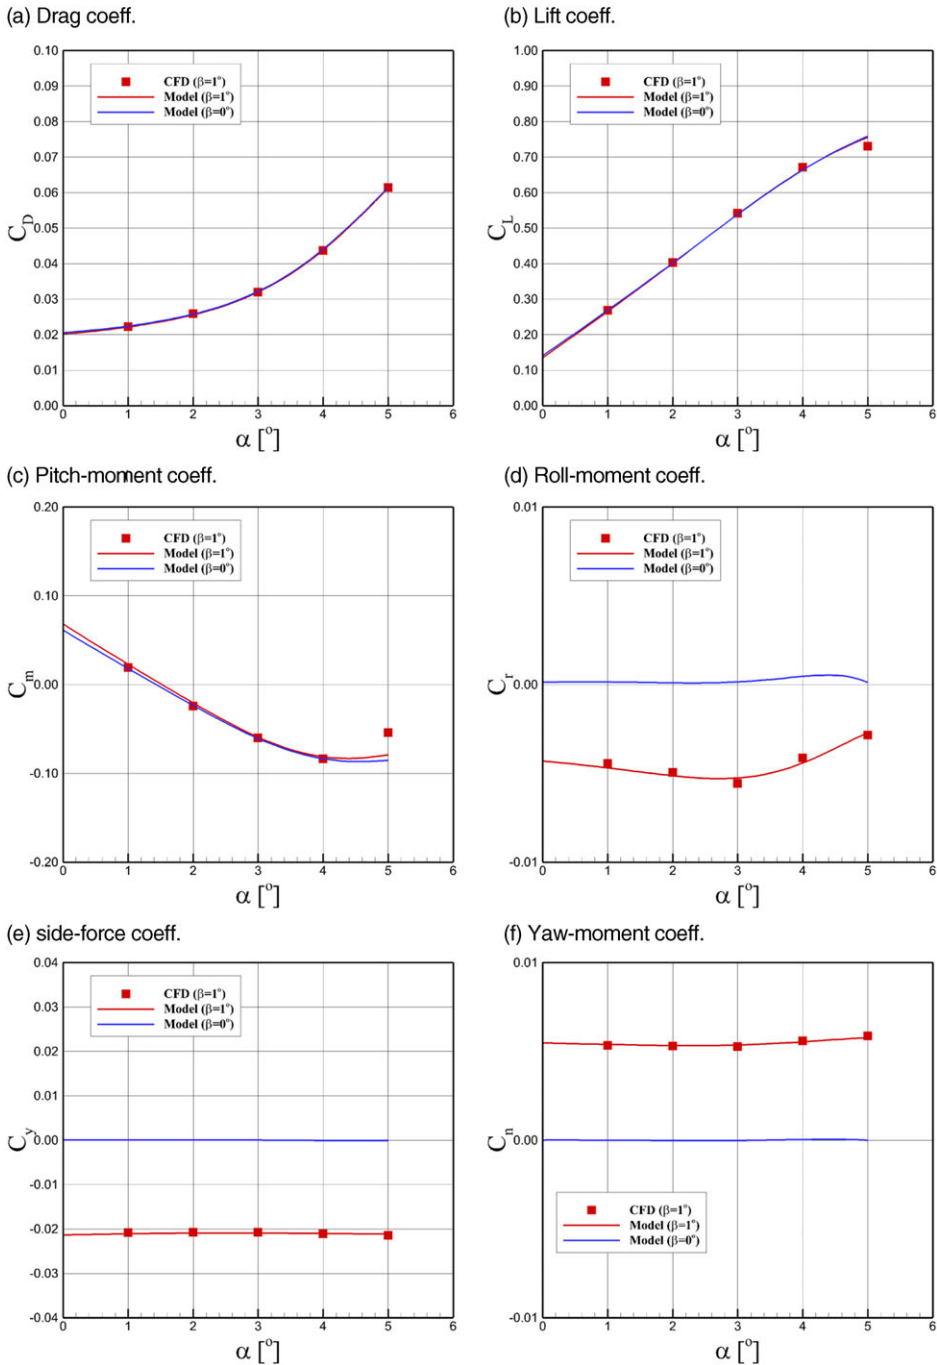 (a) Drag coeff.
0.10
0.09
0.08
0.07
0.06
0.05
0.04
0.03
0.02
0.01
0.00
C_D
CFD (β=1°)
Model (β=1°)
Model (β=0°)
0 1 2 3 4 5 6
α [°]
(b) Lift coeff.
1.00
0.90
0.80
0.70
0.60
0.50
0.40
0.30
0.20
0.10
0.00
C_L
CFD (β=1°)
Model (β=1°)
Model (β=0°)
0 1 2 3 4 5 6
α [°]
(c) Pitch-moment coeff.
0.20
0.10
0.00
-0.10
-0.20
C_m
CFD (β=1°)
Model (β=1°)
Model (β=0°)
0 1 2 3 4 5 6
α [°]
(d) Roll-moment coeff.
0.01
0.00
-0.01
C_r
CFD (β=1°)
Model (β=1°)
Model (β=0°)
0 1 2 3 4 5 6
α [°]
(e) side-force coeff.
0.04
0.03
0.02
0.01
0.00
-0.01
-0.02
-0.03
-0.04
C_y
CFD (β=1°)
Model (β=1°)
Model (β=0°)
0 1 2 3 4 5 6
α [°]
(f) Yaw-moment coeff.
0.01
0.00
-0.01
C_n
CFD (β=1°)
Model (β=1°)
Model (β=0°)
0 1 2 3 4 5 6
α [°]